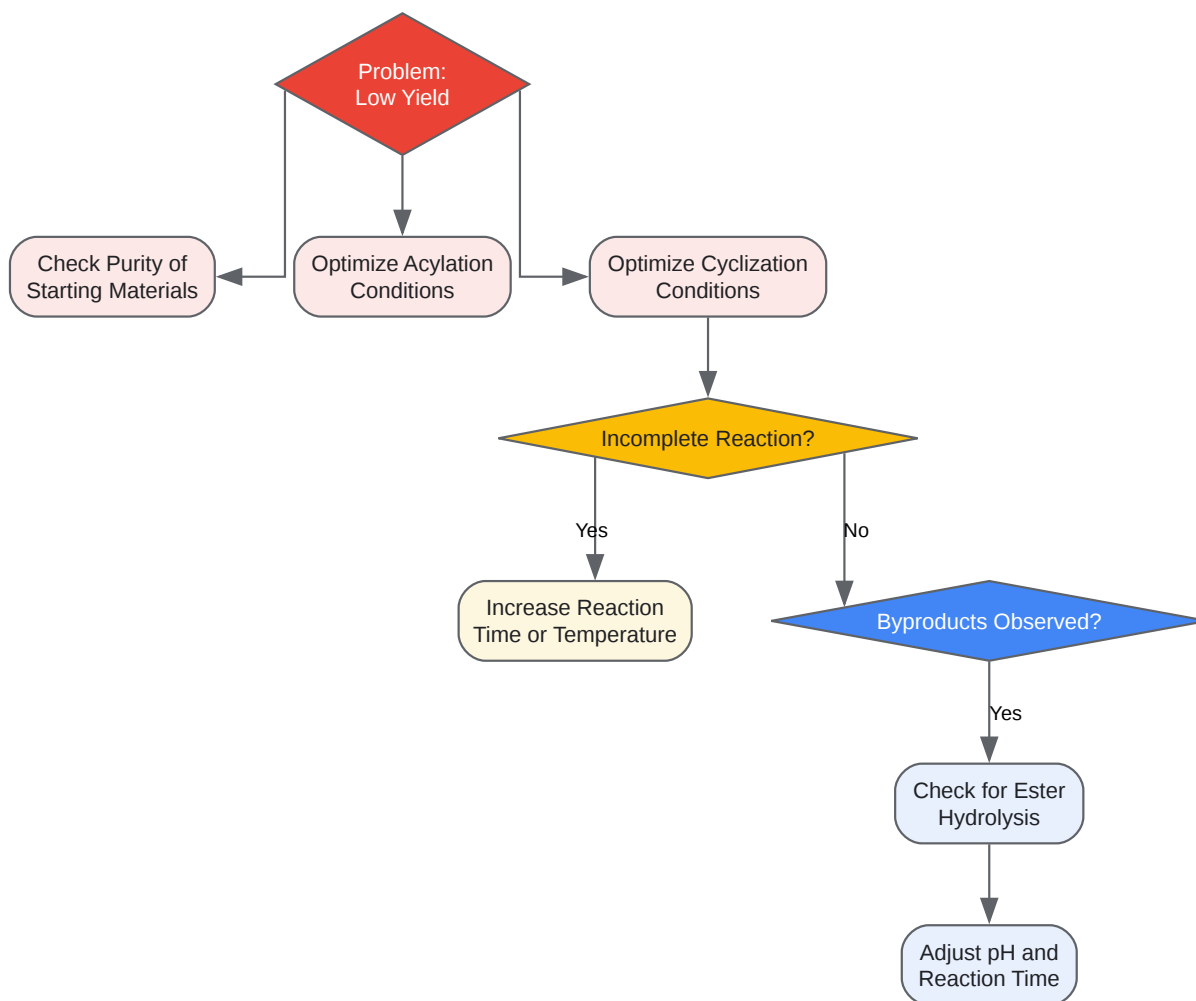 Problem:
Low Yield
Check Purity of
Starting Materials
Optimize Acylation
Conditions
Optimize Cyclization
Conditions
Incomplete Reaction?
Yes
No
Increase Reaction
Time or Temperature
Byproducts Observed?
Yes
Check for Ester
Hydrolysis
Adjust pH and
Reaction Time